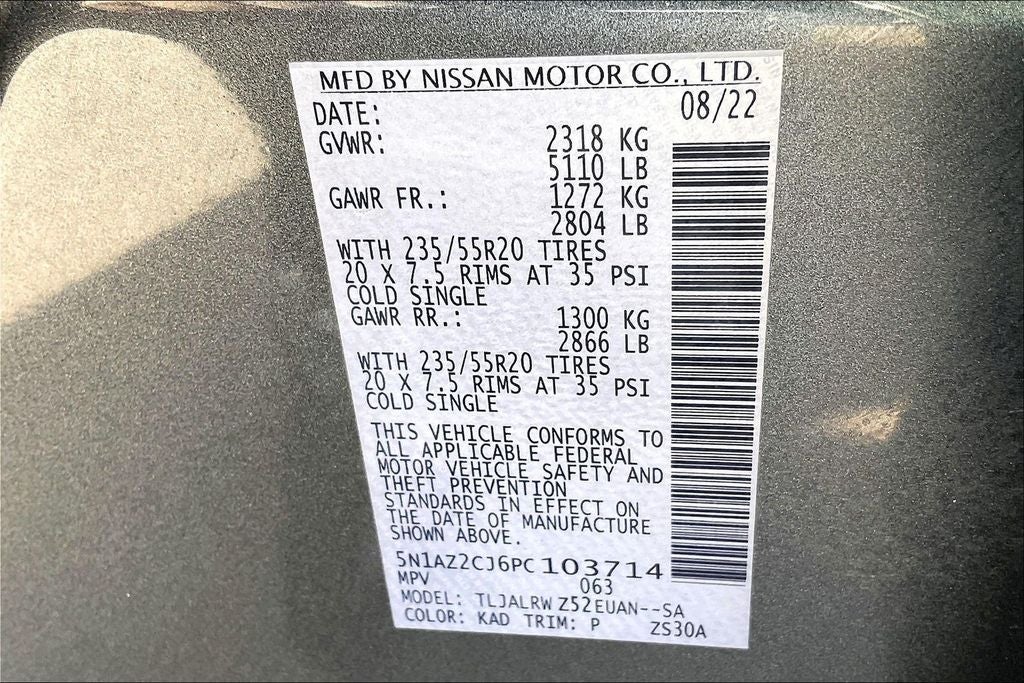 MFD BY NISSAN MOTOR CO., LTD.
DATE: 08/22
GVWR: 2318 KG
5110 LB
GAWR FR.: 1272 KG
2804 LB
WITH 235/55R20 TIRES
20 X 7.5 RIMS AT 35 PSI
COLD SINGLE
GAWR RR.: 1300 KG
2866 LB
WITH 235/55R20 TIRES
20 X 7.5 RIMS AT 35 PSI
COLD SINGLE
THIS VEHICLE CONFORMS TO
ALL APPLICABLE FEDERAL
MOTOR VEHICLE SAFETY AND
THEFT PREVENTION
STANDARDS IN EFFECT ON
THE DATE OF MANUFACTURE
SHOWN ABOVE.
5N1AZ2CJ6PC103714
MPV 063
MODEL: TLJALRW Z52EUAN--SA
COLOR: KAD TRIM: P ZS30A